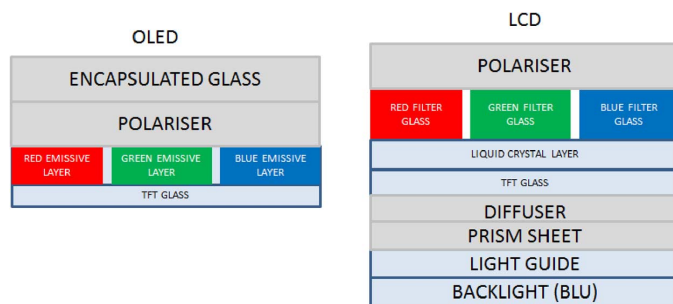 OLED
ENCAPSULATED GLASS
POLARISER
RED EMISSIVE
LAYER
GREEN EMISSIVE
LAYER
BLUE EMISSIVE
LAYER
TFT GLASS
LCD
POLARISER
RED FILTER
GLASS
GREEN FILTER
GLASS
BLUE FILTER
GLASS
LIQUID CRYSTAL LAYER
TFT GLASS
DIFFUSER
PRISM SHEET
LIGHT GUIDE
BACKLIGHT (BLU)